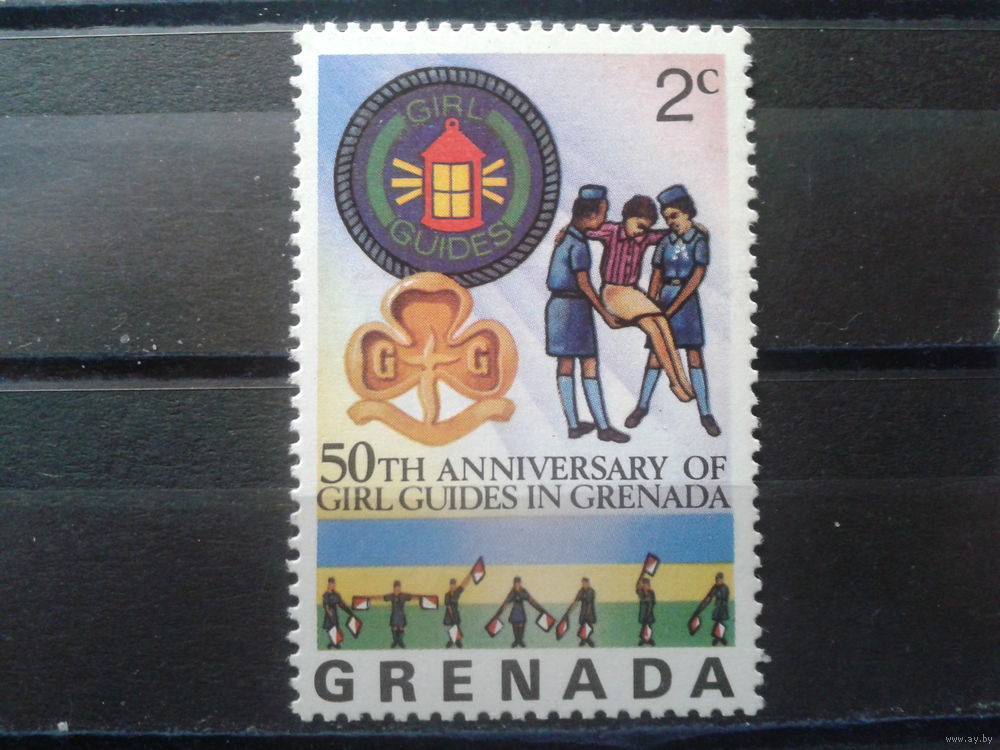 2c
GIRL
GUIDES
G G
50TH ANNIVERSARY OF
GIRL GUIDES IN GRENADA
GRENADA
www.ay.by